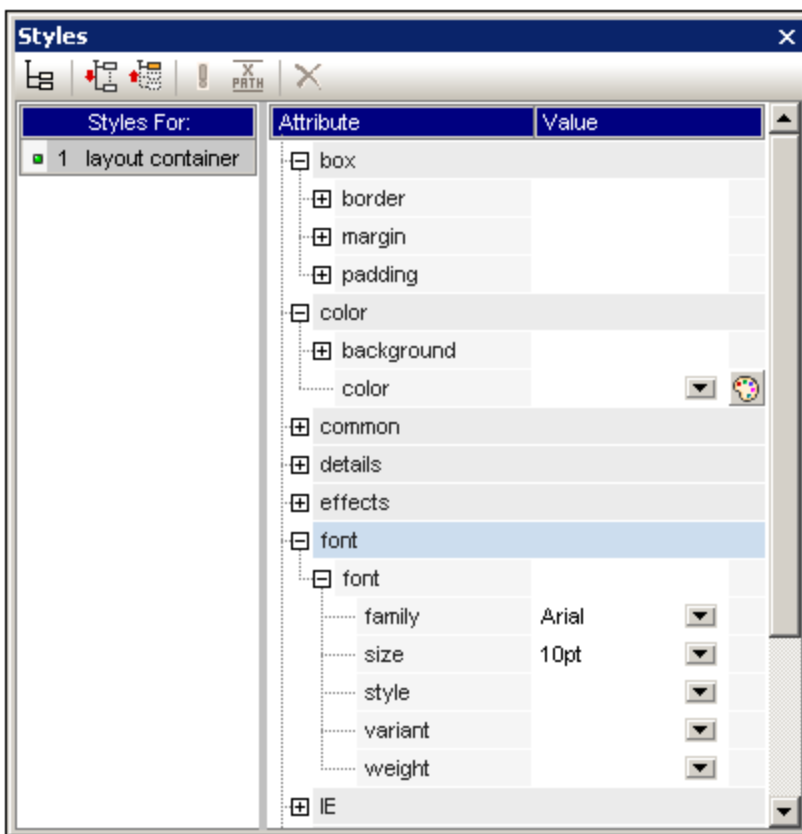 Styles
X
PATH
Styles For:
Attribute Value
1 layout container
box
border
margin
padding
color
background
color
common
details
effects
font
font
family Arial
size 10pt
style
variant
weight
IE